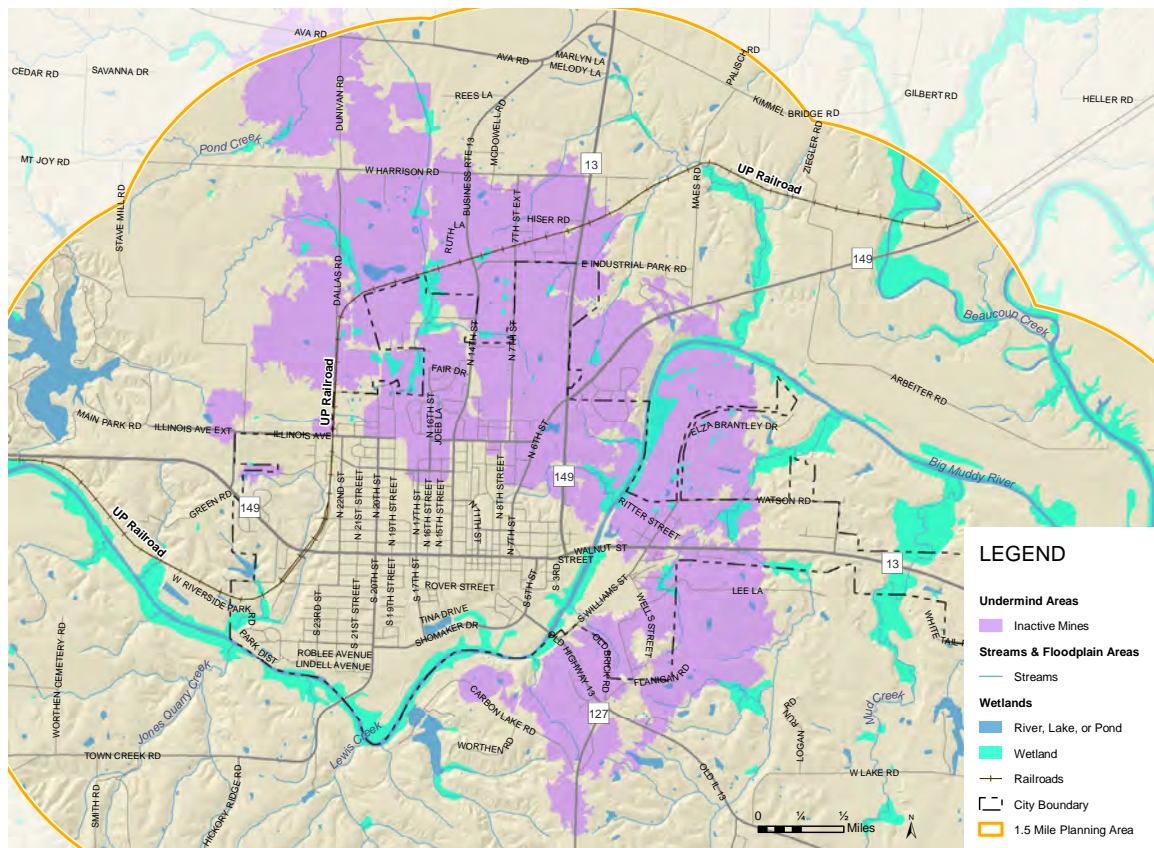 AVA RD
AVA RD
MARLYN LA
MELODY LA
PALISCH RD
CEDAR RD
SAVANNA DR
DUNIVAN RD
REES LA
MCDOWELL RD
BUSINESS RTE 13
KIMMEL BRIDGE RD
GILBERT RD
HELLER RD
ZIEGLER RD
Pond Creek
MT JOY RD
W HARRISON RD
13
UP Railroad
MAES RD
STAVE MILL RD
RUTH LA
7TH ST EXT
HISER RD
149
DALLAS RD
E INDUSTRIAL PARK RD
Beaucoup Creek
N 14TH ST
N 7TH ST
UP Railroad
FAIR DR
ARBEITER RD
MAIN PARK RD
ILLINOIS AVE EXT
ILLINOIS AVE
N 16TH ST
JOEB LA
N 6TH ST
ELZA BRANTLEY DR
Big Muddy River
GREEN RD
149
N 22ND ST
N 21ST STREET
N 20TH ST
N 19TH STREET
N 17TH ST
N 16TH STREET
N 15TH STREET
N 11TH ST
N 8TH STREET
N 7TH ST
149
RITTER STREET
WATSON RD
UP Railroad
WALNUT ST
STREET
13
W RIVERSIDE PARK
RD
PARK DIST
S 23RD ST
S 21ST STREET
S 20TH ST
S 19TH STREET
S 17TH ST
ROVER STREET
S 5TH ST
S 3RD
S WILLIAMS ST
WELLS STREET
LEE LA
TINA DRIVE
SHOMAKER DR
ROBLEE AVENUE
LINDELL AVENUE
OLD HIGHWAY 13
OLD BRICK RD
FLANIGAN RD
WHITE TAIL R
WORTHEN CEMETERY RD
Jones Quarry Creek
CARBON LAKE RD
127
RUN RD
LOGAN
Mud Creek
Lewis Creek
WORTHEN RD
TOWN CREEK RD
HICKORY RIDGE RD
SMITH RD
OLD IL 13
W LAKE RD
0 ¼ ½
Miles
N
LEGEND
Undermind Areas
Inactive Mines
Streams & Floodplain Areas
Streams
Wetlands
River, Lake, or Pond
Wetland
Railroads
City Boundary
1.5 Mile Planning Area